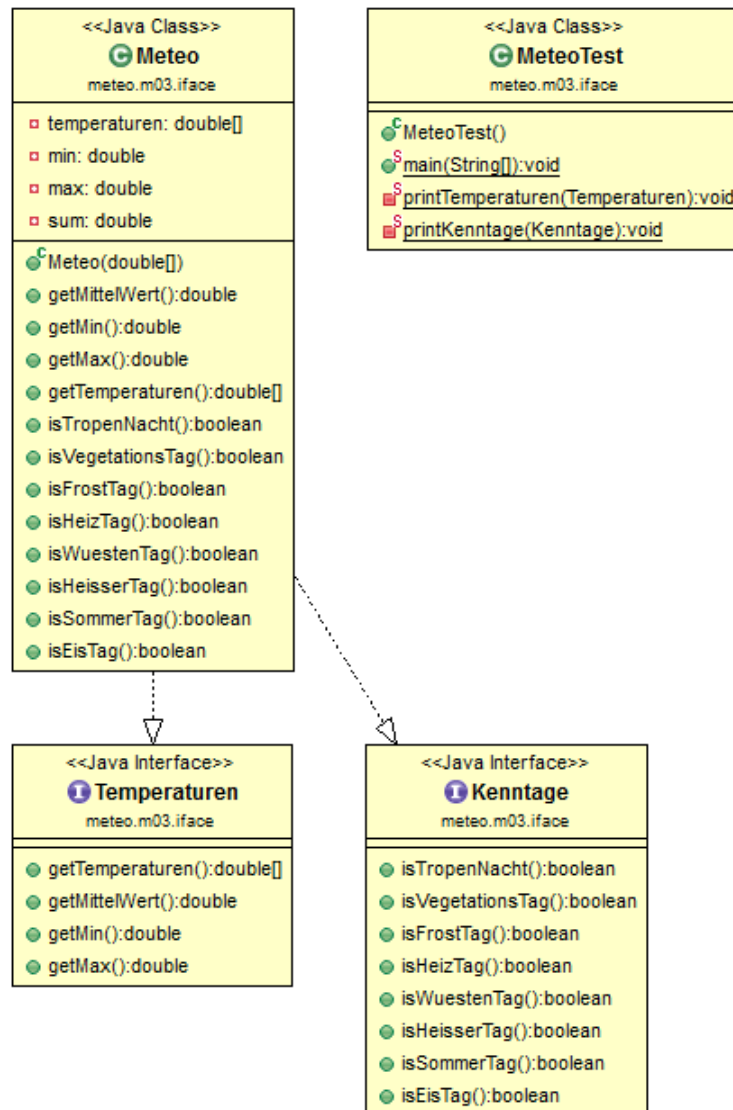 <<Java Class>>
Meteo
meteo.m03.iface
temperaturen: double[]
min: double
max: double
sum: double
Meteo(double[])
getMittelWert():double
getMin():double
getMax():double
getTemperaturen():double[]
isTropenNacht():boolean
isVegetationsTag():boolean
isFrostTag():boolean
isHeizTag():boolean
isWuestenTag():boolean
isHeisserTag():boolean
isSommerTag():boolean
isEisTag():boolean
<<Java Class>>
MeteoTest
meteo.m03.iface
MeteoTest()
main(String[]):void
printTemperaturen(Temperaturen):void
printKenntage(Kenntage):void
<<Java Interface>>
Temperaturen
meteo.m03.iface
getTemperaturen():double[]
getMittelWert():double
getMin():double
getMax():double
<<Java Interface>>
Kenntage
meteo.m03.iface
isTropenNacht():boolean
isVegetationsTag():boolean
isFrostTag():boolean
isHeizTag():boolean
isWuestenTag():boolean
isHeisserTag():boolean
isSommerTag():boolean
isEisTag():boolean